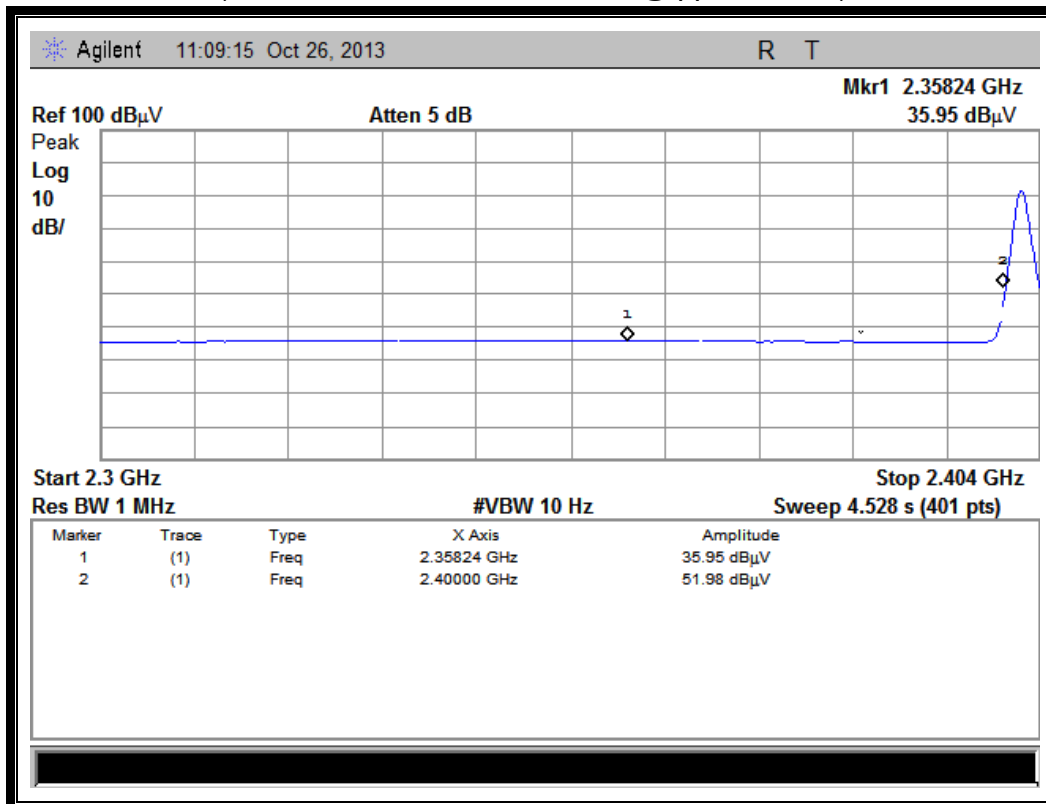 Agilent 11:09:15 Oct 26, 2013 R T
Mkr1 2.35824 GHz
Ref 100 dBµV Atten 5 dB 35.95 dBµV
Peak
Log
10
dB/
2
1
Start 2.3 GHz Stop 2.404 GHz
Res BW 1 MHz #VBW 10 Hz Sweep 4.528 s (401 pts)
Marker Trace Type X Axis Amplitude
1 (1) Freq 2.35824 GHz 35.95 dBµV
2 (1) Freq 2.40000 GHz 51.98 dBµV